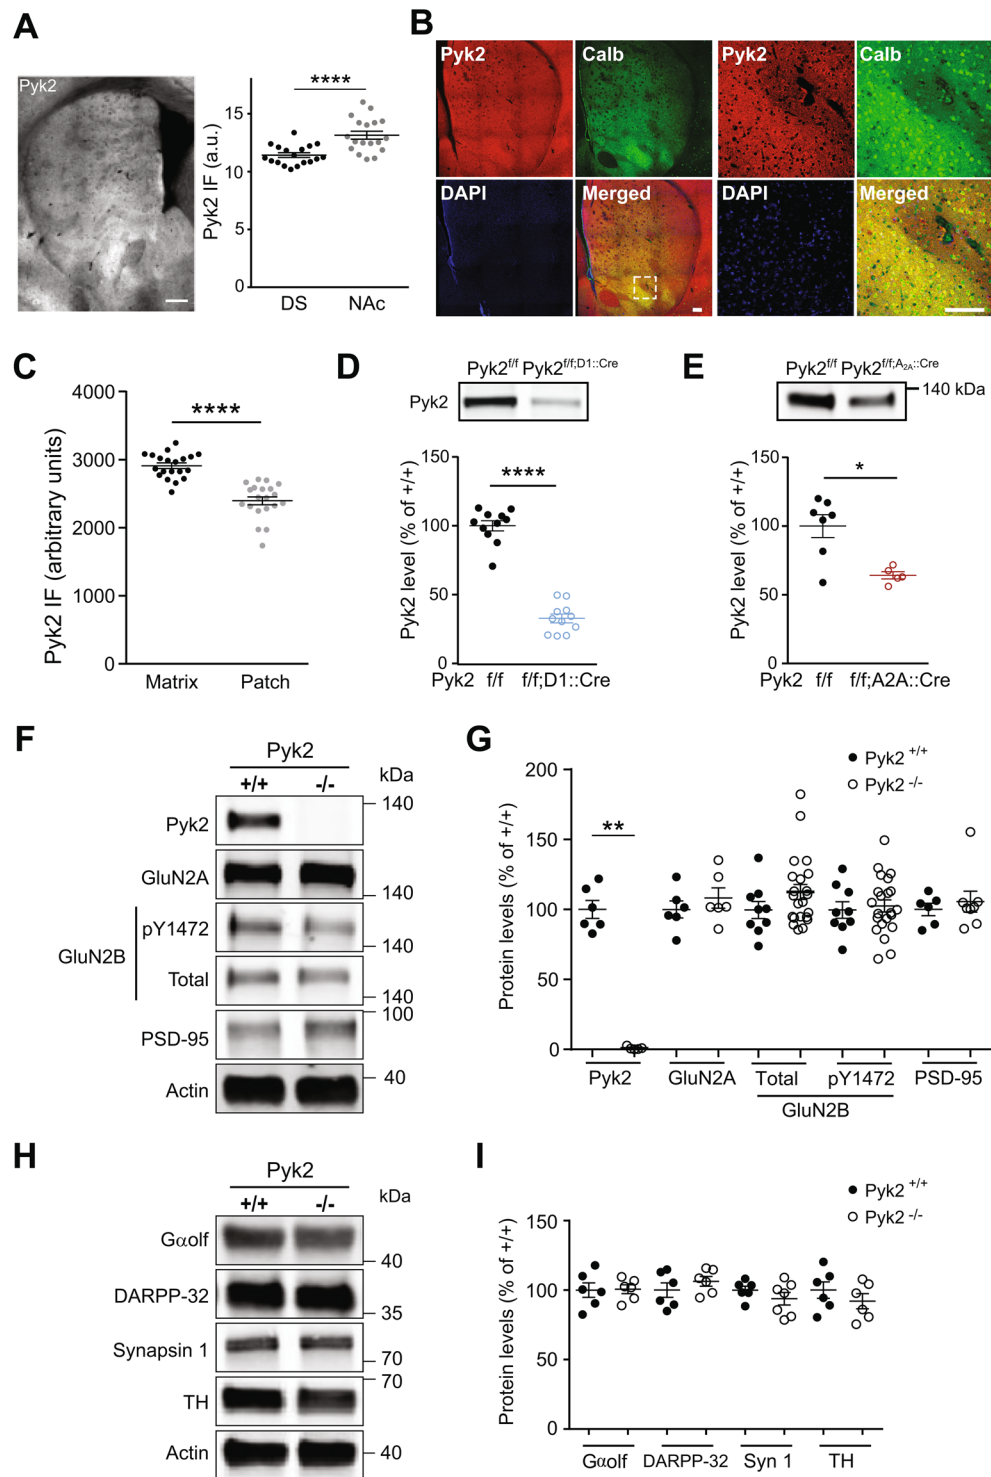 A
Pyk2
Pyk2 IF (a.u.)
15
10
5
0
****
DS NAc
B
Pyk2 Calb Pyk2 Calb
DAPI Merged DAPI Merged
C
Pyk2 IF (arbitrary units)
4000
3000
2000
1000
0
****
Matrix Patch
D
Pyk2f/f Pyk2f/f;D1::Cre
Pyk2
Pyk2 level (% of +/+)
150
100
50
0
****
Pyk2 f/f f/f;D1::Cre
E
Pyk2f/f Pyk2f/f;A2A::Cre
140 kDa
Pyk2 level (% of +/+)
150
100
50
0
*
Pyk2 f/f f/f;A2A::Cre
F
Pyk2
+/+ -/- kDa
Pyk2 140
GluN2A 140
GluN2B
pY1472 140
Total 140
PSD-95 100
Actin 40
G
Pyk2 +/+
Pyk2 -/-
Protein levels (% of +/+)
200
150
100
50
0
**
Pyk2 GluN2A Total pY1472 PSD-95
GluN2B
H
Pyk2
+/+ -/- kDa
Gαolf 40
DARPP-32 35
Synapsin 1 70
TH 70
Actin 40
I
Pyk2 +/+
Pyk2 -/-
Protein levels (% of +/+)
150
100
50
0
Gαolf DARPP-32 Syn 1 TH